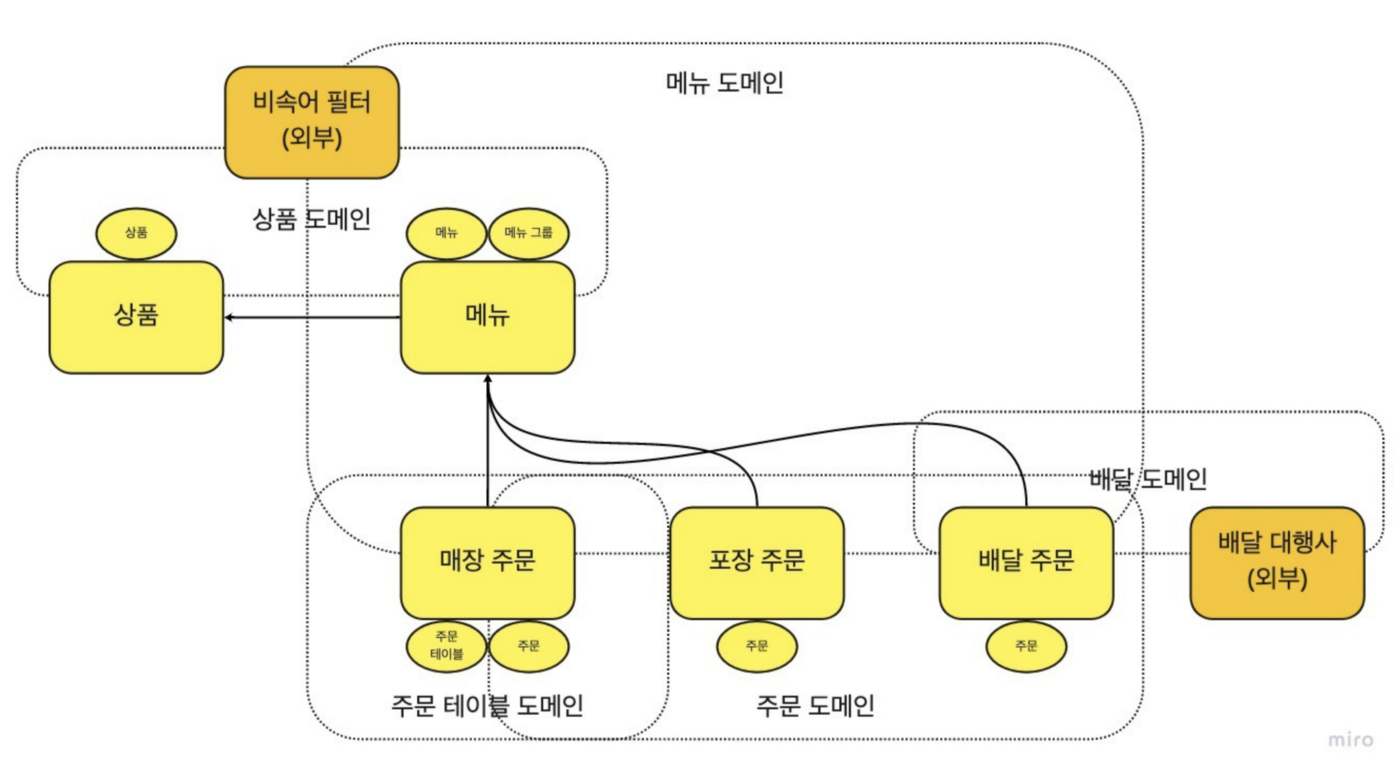 메뉴 도메인
비속어 필터
(외부)
상품 도메인
상품
메뉴
메뉴 그룹
상품
메뉴
배달 도메인
매장 주문
포장 주문
배달 주문
배달 대행사
(외부)
주문
테이블
주문
주문
주문
주문 테이블 도메인
주문 도메인
miro